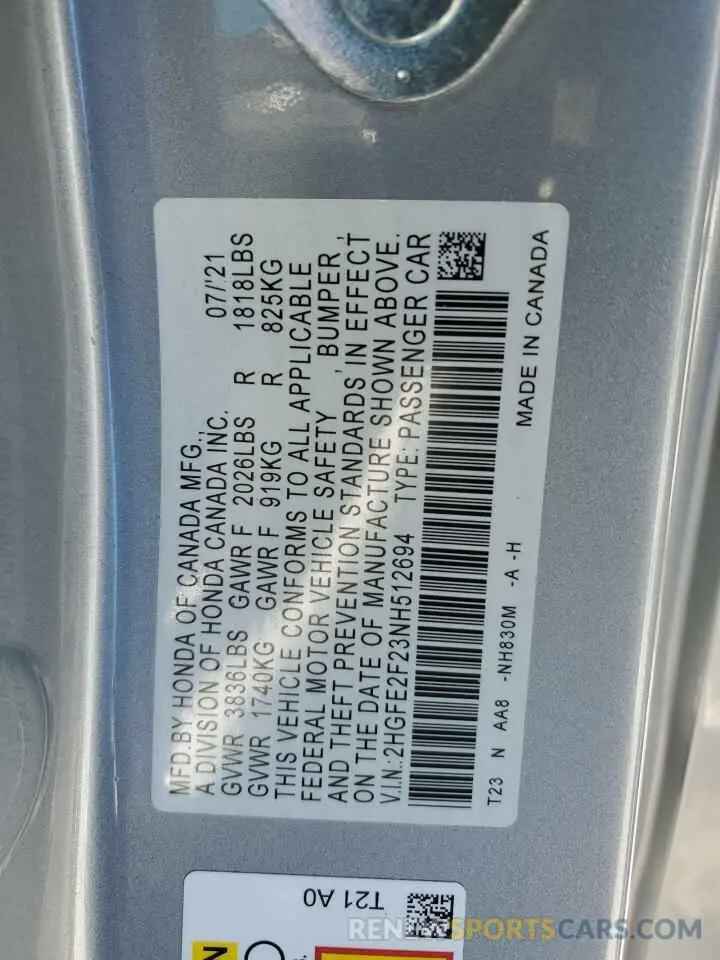 MFD.BY HONDA OF CANADA MFG., 07/'21
A DIVISION OF HONDA CANADA INC.
GVWR 3836LBS GAWR F 2026LBS R 1818LBS
GVWR 1740KG GAWR F 919KG R 825KG
THIS VEHICLE CONFORMS TO ALL APPLICABLE
FEDERAL MOTOR VEHICLE SAFETY, BUMPER,
AND THEFT PREVENTION STANDARDS IN EFFECT
ON THE DATE OF MANUFACTURE SHOWN ABOVE.
V.I.N.:2HGFE2F23NH512694 TYPE: PASSENGER CAR
T23 N AA8 -NH830M -A -H MADE IN CANADA
T21 A0
RENEWSPORTSCARS.COM